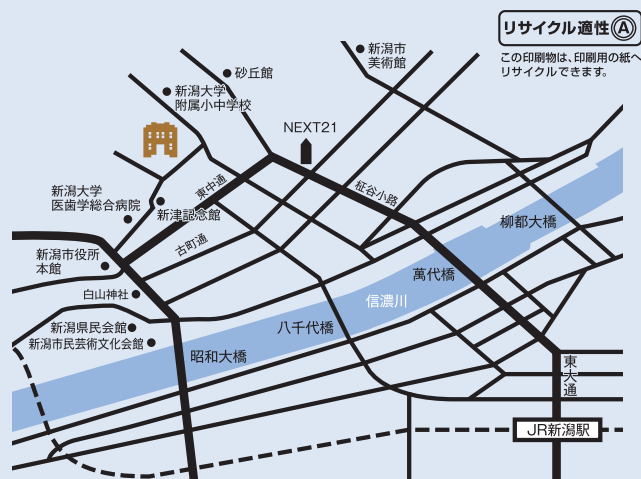 リサイクル適性Ⓐ
この印刷物は、印刷用の紙へ
リサイクルできます。
新潟市
美術館
砂丘館
新潟大学
附属小中学校
NEXT21
東中通
柾谷小路
新潟大学
医歯学総合病院
新津記念館
柳都大橋
古町通
新潟市役所
本館
萬代橋
白山神社
信濃川
新潟県民会館
八千代橋
新潟市民芸術文化会館
昭和大橋
東大通
JR新潟駅